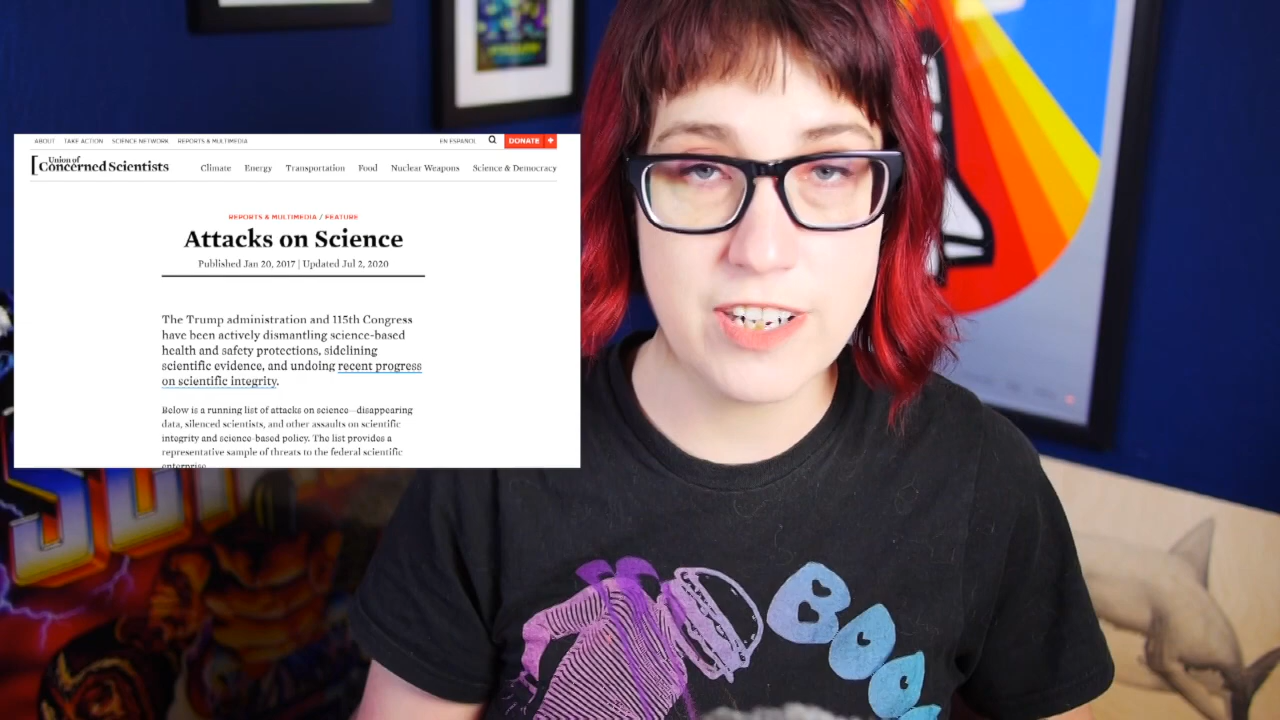 ABOUT TAKE ACTION SCIENCE NETWORK REPORTS & MULTIMEDIA EN ESPAÑOL DONATE +
Union of
Concerned Scientists
Climate Energy Transportation Food Nuclear Weapons Science & Democracy
REPORTS & MULTIMEDIA / FEATURE
Attacks on Science
Published Jan 20, 2017 | Updated Jul 2, 2020
The Trump administration and 115th Congress
have been actively dismantling science-based
health and safety protections, sidelining
scientific evidence, and undoing recent progress
on scientific integrity.
Below is a running list of attacks on science—disappearing
data, silenced scientists, and other assaults on scientific
integrity and science-based policy. The list provides a
representative sample of threats to the federal scientific
enterprise.